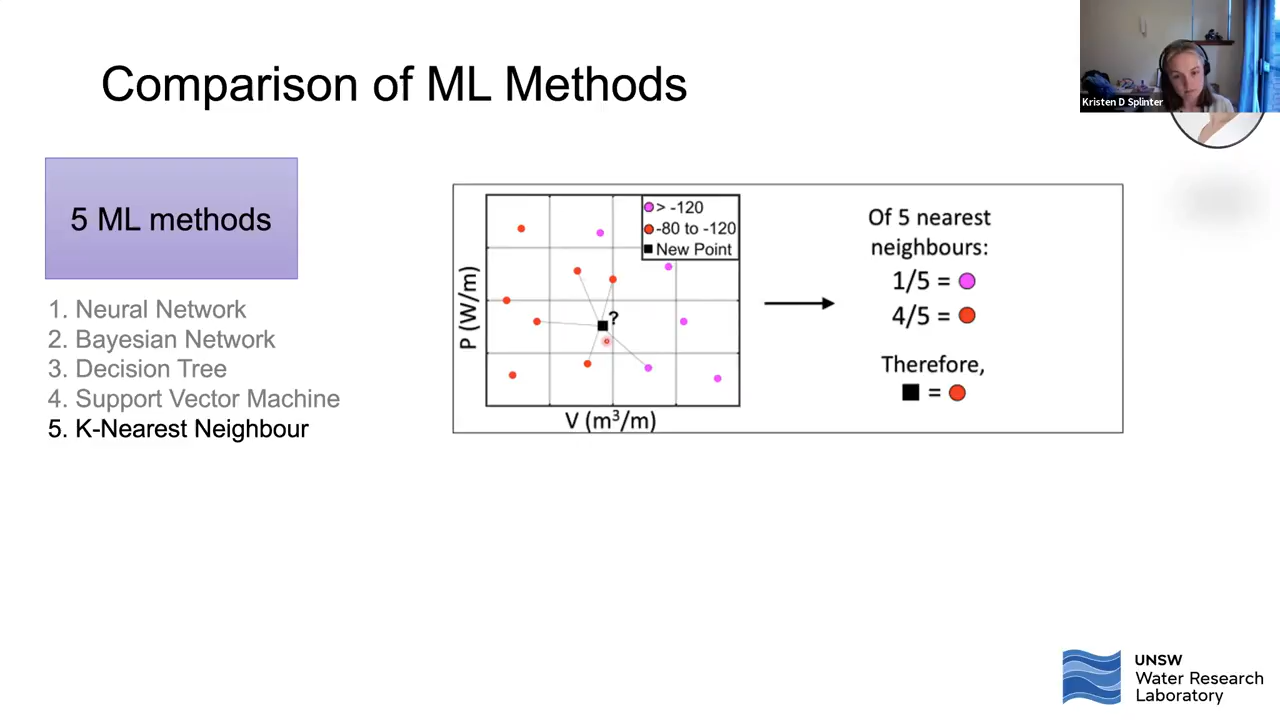 Comparison of ML Methods
Kristen D Splinter
5 ML methods
1. Neural Network
2. Bayesian Network
3. Decision Tree
4. Support Vector Machine
5. K-Nearest Neighbour
> -120
-80 to -120
New Point
?
P (W/m)
V (m³/m)
Of 5 nearest
neighbours:
1/5 =
4/5 =
Therefore,
=
UNSW
Water Research
Laboratory